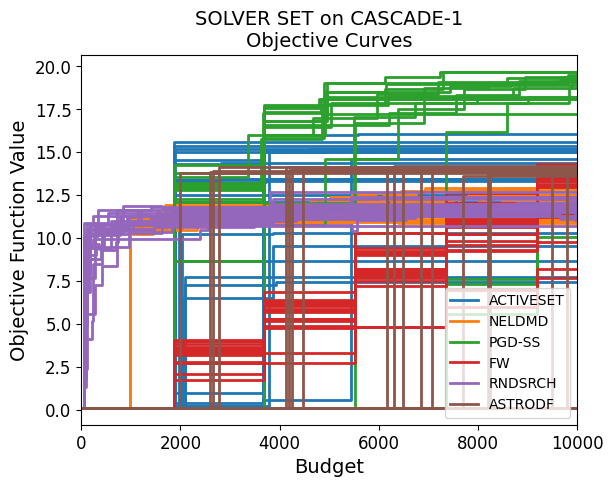 SOLVER SET on CASCADE-1
Objective Curves
Objective Function Value
20.0
17.5
15.0
12.5
10.0
7.5
5.0
2.5
0.0
ACTIVESET
NELDMD
PGD-SS
FW
RNDSRCH
ASTRODF
0
2000
4000
6000
8000
10000
Budget